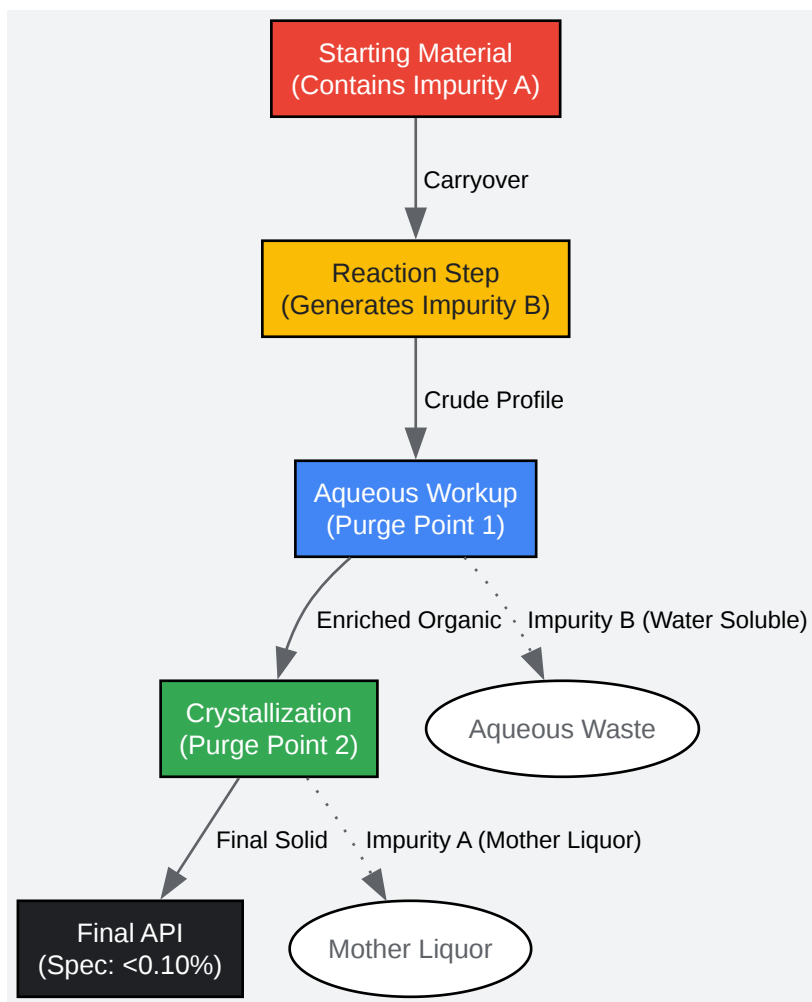 Starting Material
(Contains Impurity A)
Carryover
Reaction Step
(Generates Impurity B)
Crude Profile
Aqueous Workup
(Purge Point 1)
Enriched Organic
Impurity B (Water Soluble)
Crystallization
(Purge Point 2)
Aqueous Waste
Final Solid
Impurity A (Mother Liquor)
Final API
(Spec: <0.10%)
Mother Liquor